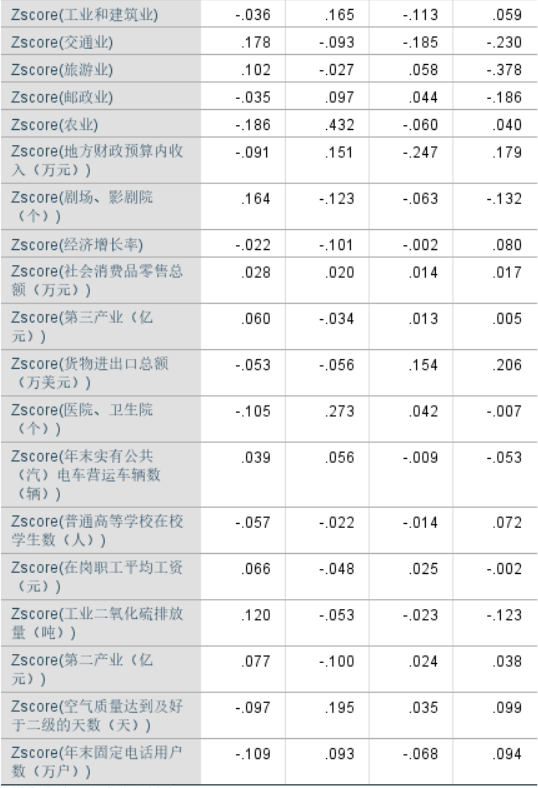 Zscore(工业和建筑业) -.036 .165 -.113 .059
Zscore(交通业) .178 -.093 -.185 -.230
Zscore(旅游业) .102 -.027 .058 -.378
Zscore(邮政业) -.035 .097 .044 -.186
Zscore(农业) -.186 .432 -.060 .040
Zscore(地方财政预算内收 -.091 .151 -.247 .179
入（万元）)
Zscore(剧场、影剧院 .164 -.123 -.063 -.132
（个）)
Zscore(经济增长率) -.022 -.101 -.002 .080
Zscore(社会消费品零售总 .028 .020 .014 .017
额（万元）)
Zscore(第三产业（亿 .060 -.034 .013 .005
元）)
Zscore(货物进出口总额 -.053 -.056 .154 .206
（万美元）)
Zscore(医院、卫生院 -.105 .273 .042 -.007
（个）)
Zscore(年末实有公共 .039 .056 -.009 -.053
（汽）电车营运车辆数
（辆）)
Zscore(普通高等学校在校 -.057 -.022 -.014 .072
学生数（人）)
Zscore(在岗职工平均工资 .066 -.048 .025 -.002
（元）)
Zscore(工业二氧化硫排放 .120 -.053 -.023 -.123
量（吨）)
Zscore(第二产业（亿 .077 -.100 .024 .038
元）)
Zscore(空气质量达到及好 -.097 .195 .035 .099
于二级的天数（天）)
Zscore(年末固定电话用户 -.109 .093 -.068 .094
数（万户）)